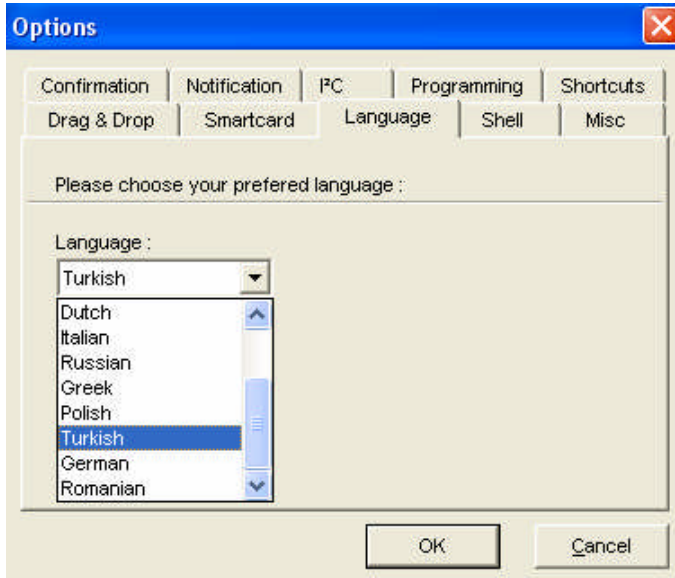 Options
Confirmation Notification I²C Programming Shortcuts
Drag & Drop Smartcard Language Shell Misc
Please choose your prefered language :
Language :
Turkish
Dutch
Italian
Russian
Greek
Polish
Turkish
German
Romanian
OK Cancel